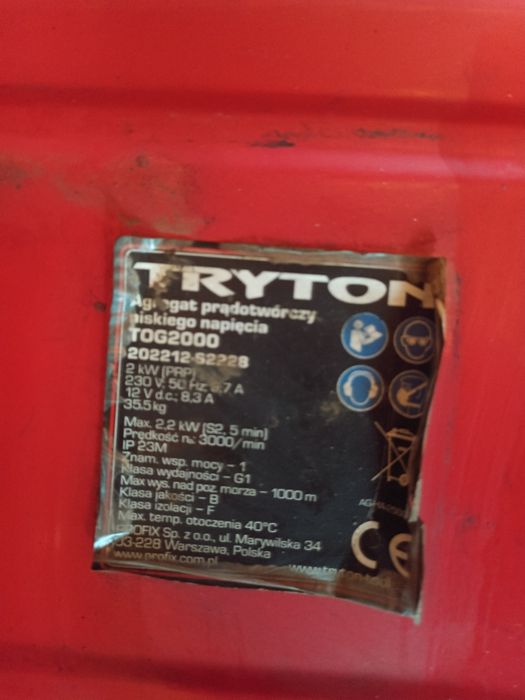 TRYTON
Agregat prądotwórczy
niskiego napięcia
TOG2000
202212-S2228
2 kW (PRP)
230 V; 50 Hz; 8,7 A
12 V d.c.; 8,3 A
35.5 kg
Max. 2,2 kW (S2, 5 min)
Prędkość n₀: 3000/min
IP 23M
Znam. wsp. mocy – 1
Klasa wydajności – G1
Max wys. nad poz. morza – 1000 m
Klasa jakości – B
Klasa izolacji – F
Max. temp. otoczenia 40°C
PROFIX Sp. z o.o., ul. Marywilska 34
03-228 Warszawa, Polska
www.profix.com.pl
CE